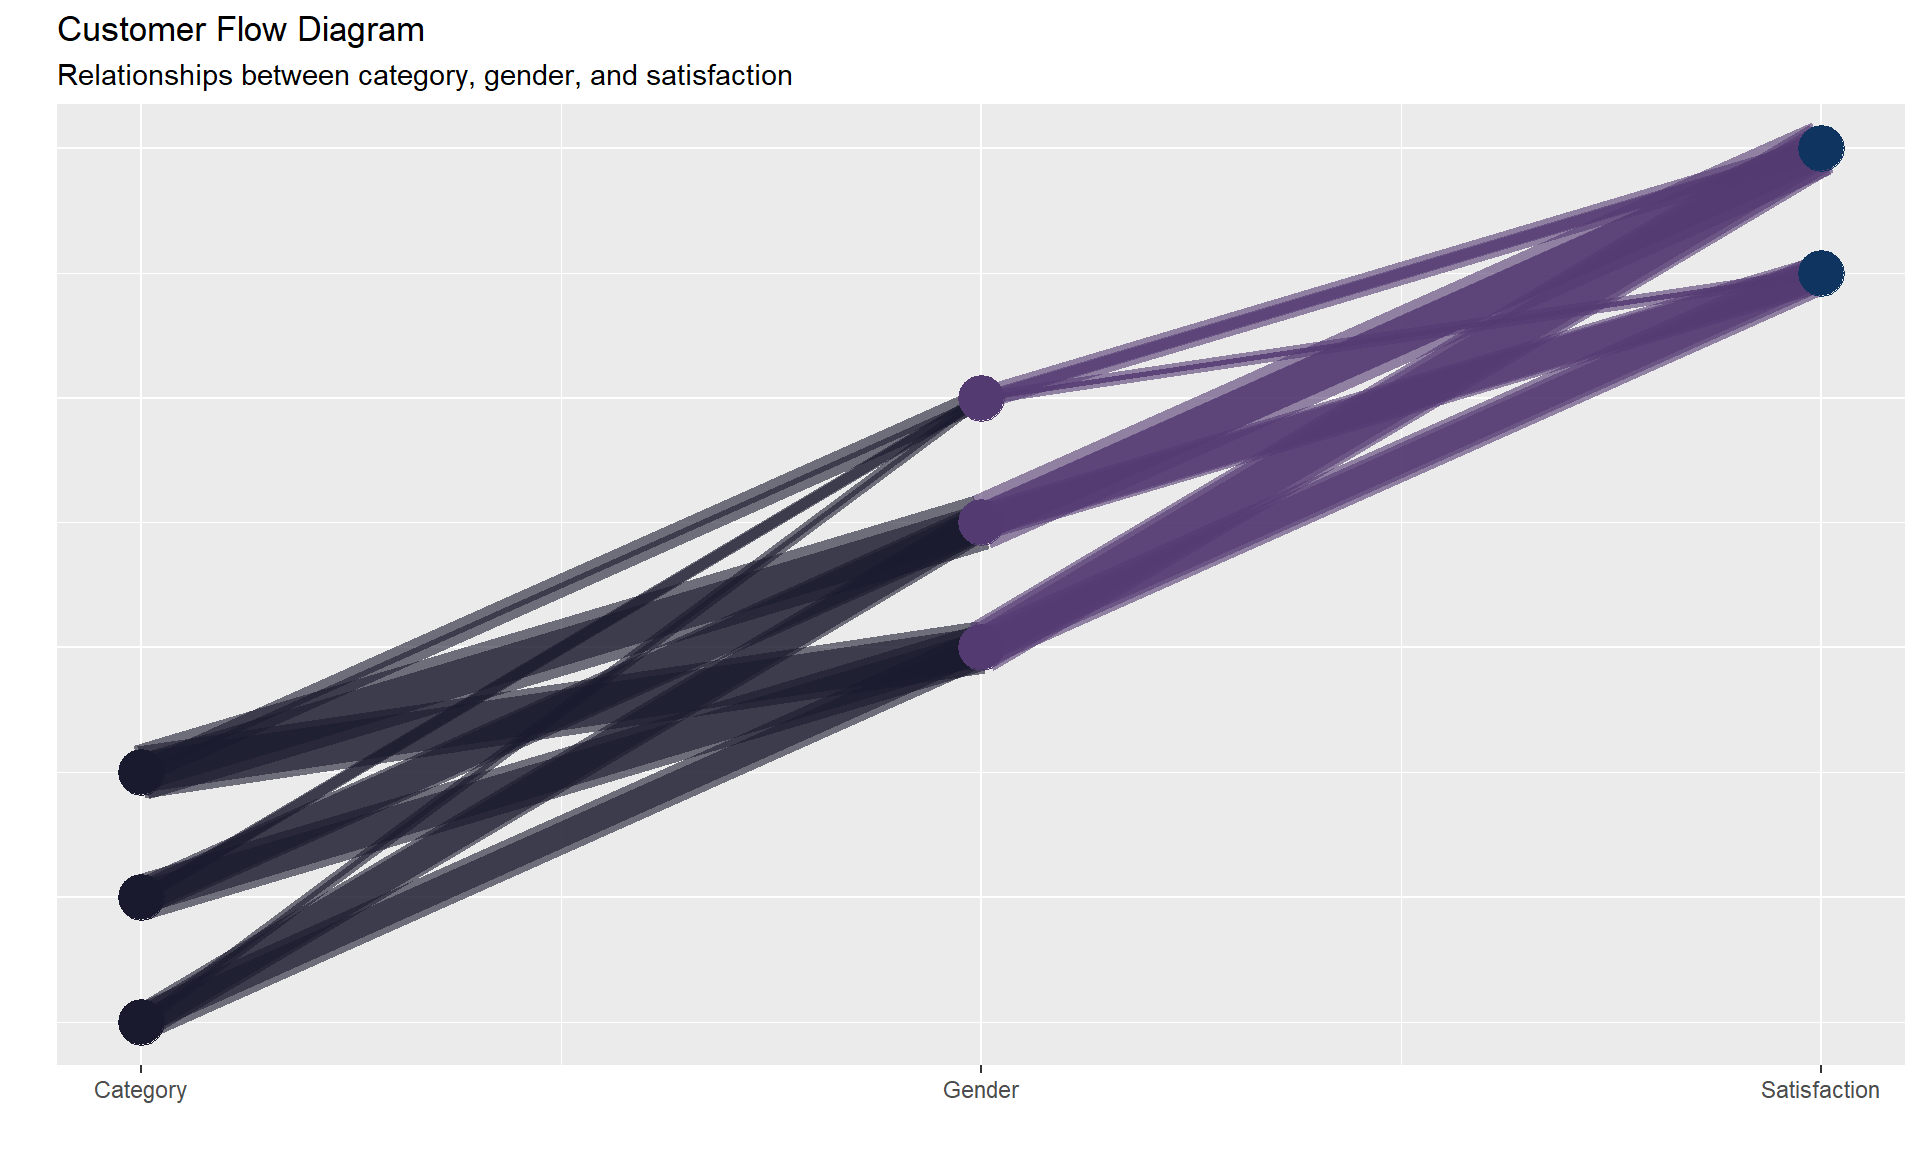 Customer Flow Diagram
Relationships between category, gender, and satisfaction
Category
Gender
Satisfaction